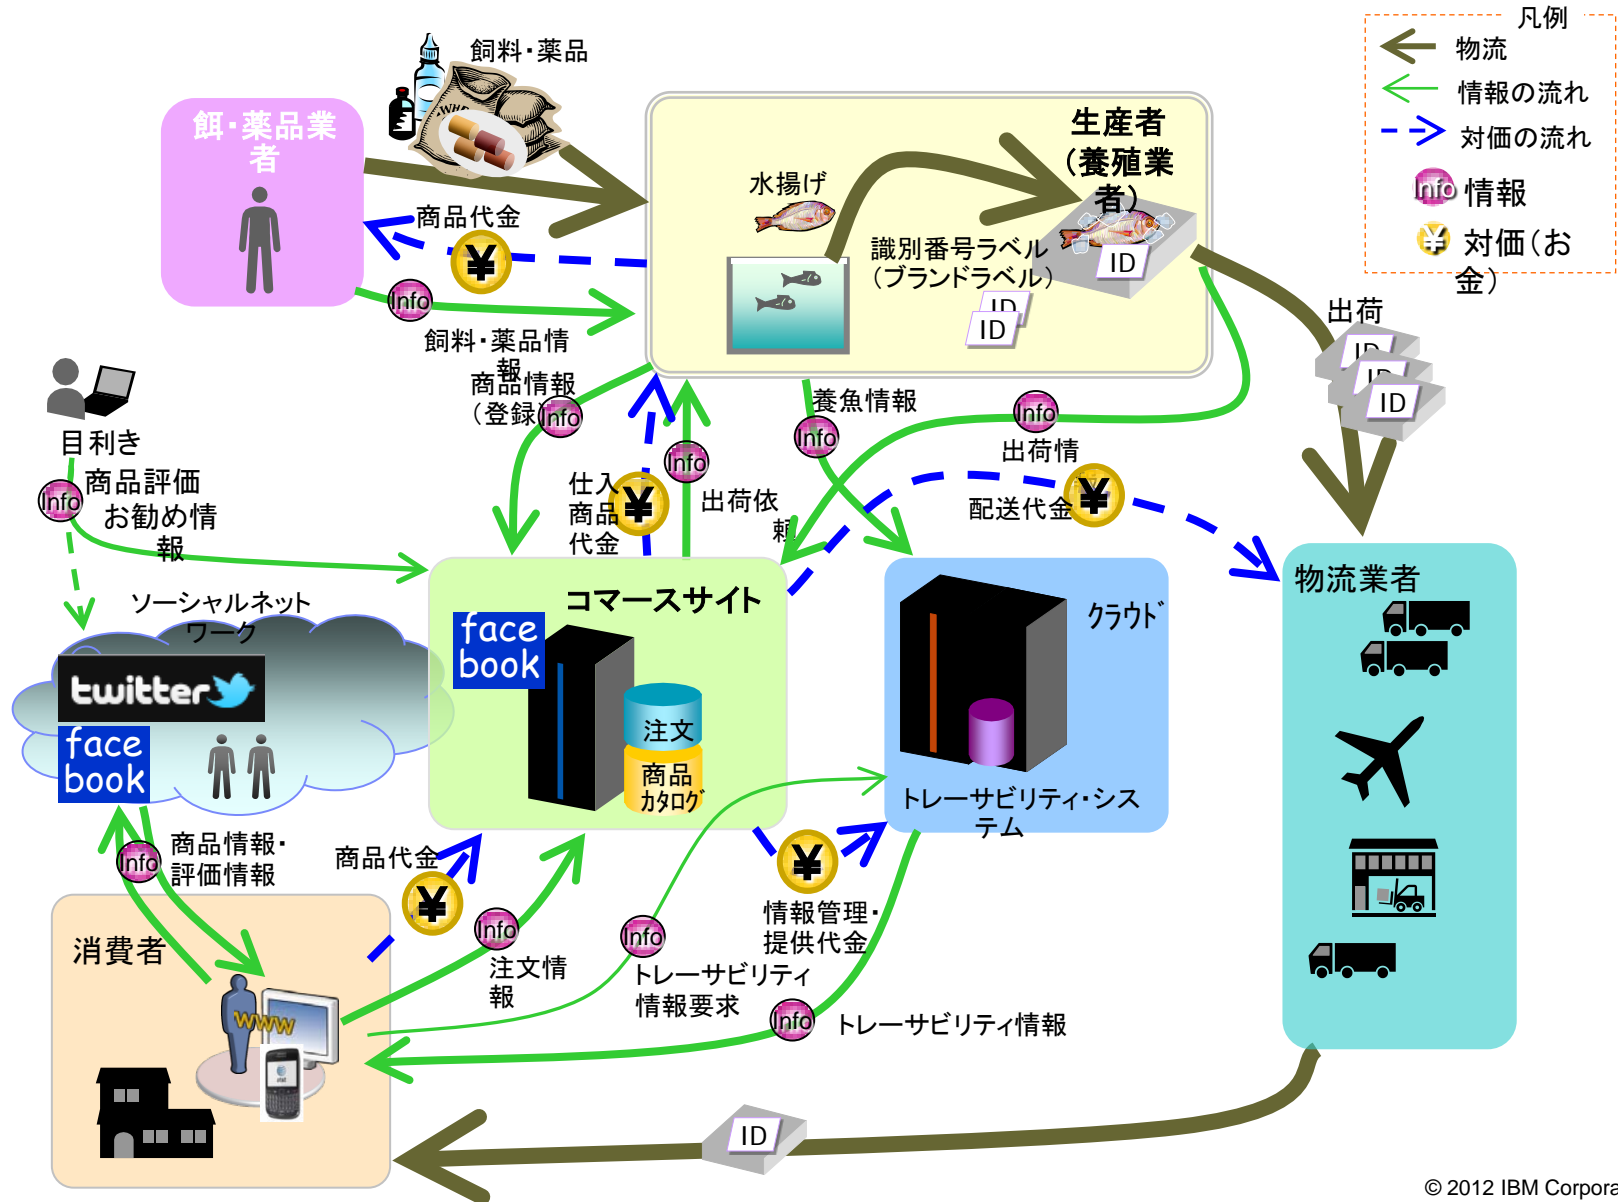 凡例
物流
情報の流れ
対価の流れ
Info 情報
¥ 対価（お
金）
飼料・薬品
餌・薬品業
者
生産者
（養殖業
者）
水揚げ
識別番号ラベル
（ブランドラベル）
ID
ID
ID
商品代金
¥
Info
飼料・薬品情
報
商品情報
（登録）
Info
養魚情報
Info
Info
出荷情
出荷
ID
ID
ID
目利き
Info
商品評価
お勧め情
報
仕入
商品
代金
¥
Info
出荷依
頼
配送代金
¥
ソーシャルネット
ワーク
twitter
face
book
コマースサイト
face
book
注文
商品
カタログ
クラウド
トレーサビリティ・シス
テム
物流業者
Info
商品情報・
評価情報
商品代金
¥
¥
情報管理・
提供代金
消費者
www
at&t
Info
注文情
報
Info
トレーサビリティ
情報要求
Info
トレーサビリティ情報
ID
© 2012 IBM Corpora